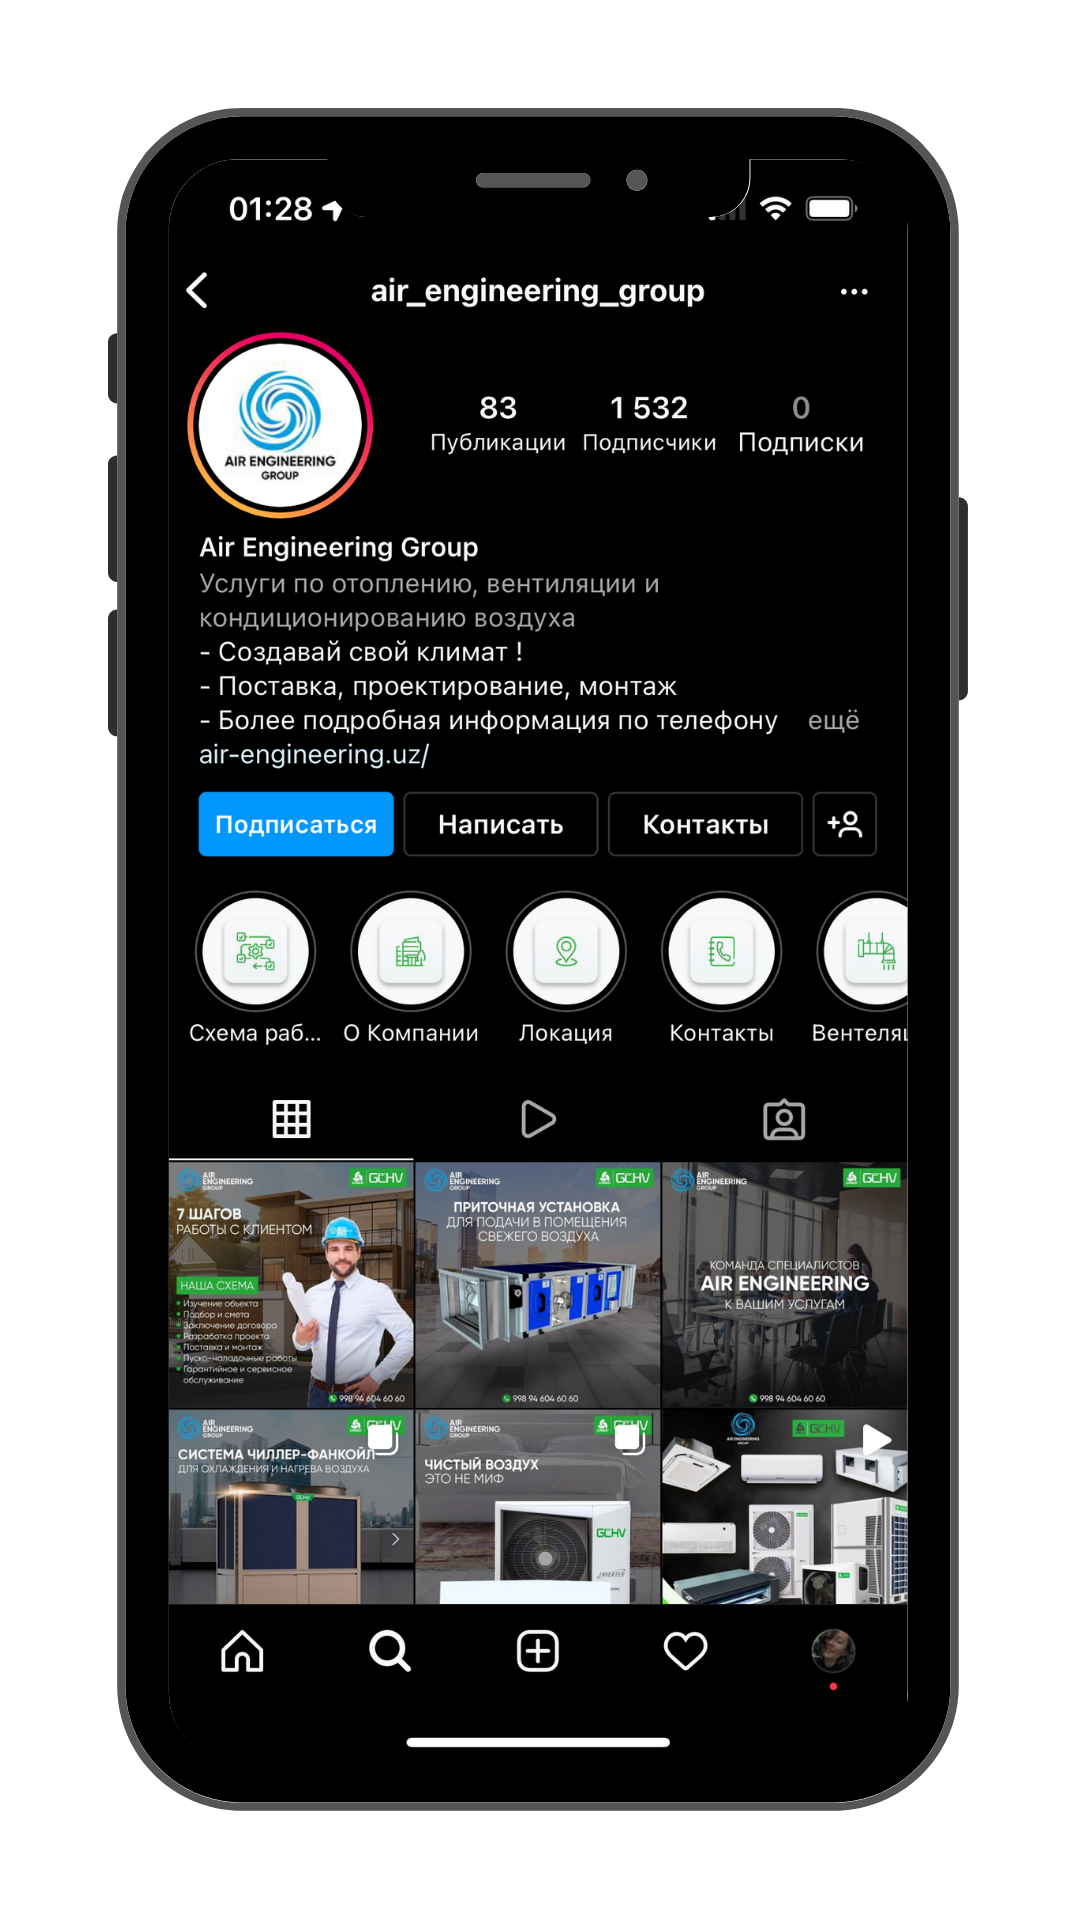 01:28
air_engineering_group
AIR ENGINEERING
GROUP
83
1 532
0
Публикации
Подписчики
Подписки
Air Engineering Group
Услуги по отоплению, вентиляции и
кондиционированию воздуха
- Создавай свой климат !
- Поставка, проектирование, монтаж
- Более подробная информация по телефону ещё
air-engineering.uz/
Подписаться
Написать
Контакты
Схема раб...
О Компании
Локация
Контакты
Вентеля
AIR
ENGINEERING
GROUP
GCHV
7 ШАГОВ
РАБОТЫ С КЛИЕНТОМ
НАША СХЕМА
Изучение объекта
Подбор и смета
Заключение договора
Разработка проекта
Поставка и монтаж
Пуско-наладочные работы
Гарантийное и сервисное
обслуживание
998 94 604 60 60
AIR
ENGINEERING
GROUP
GCHV
ПРИТОЧНАЯ УСТАНОВКА
ДЛЯ ПОДАЧИ В ПОМЕЩЕНИЯ
СВЕЖЕГО ВОЗДУХА
998 94 604 60 60
AIR
ENGINEERING
GROUP
GCHV
КОМАНДА СПЕЦИАЛИСТОВ
AIR ENGINEERING
К ВАШИМ УСЛУГАМ
998 94 604 60 60
AIR
ENGINEERING
GROUP
GCHV
СИСТЕМА ЧИЛЛЕР-ФАНКОЙЛ
ДЛЯ ОХЛАЖДЕНИЯ И НАГРЕВА ВОЗДУХА
GCHV
AIR
ENGINEERING
GROUP
GCHV
ЧИСТЫЙ ВОЗДУХ
ЭТО НЕ МИФ
GCHV
INVERTER
AIR ENGINEERING
GROUP
GCHV